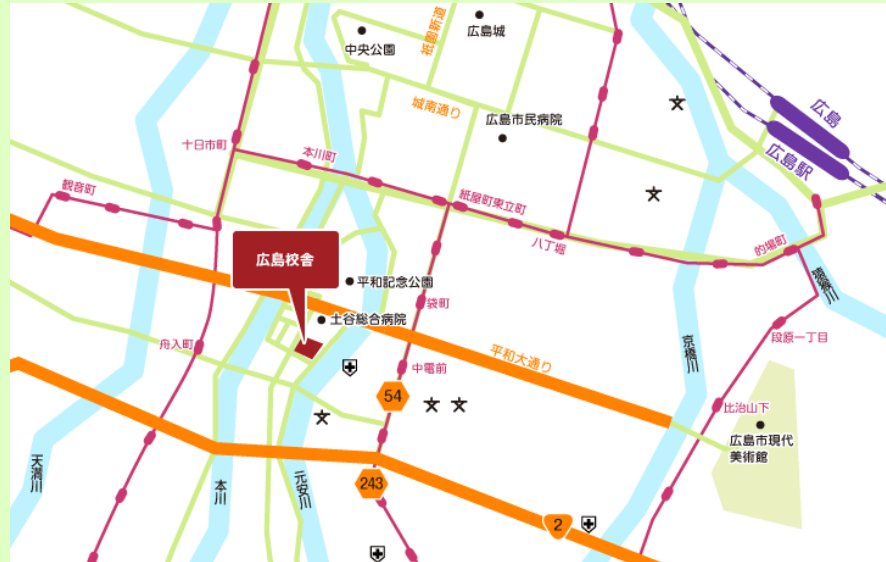 広島城
祇園新道
中央公園
城南通り
広島市民病院
広島
広島駅
十日市町
本川町
観音町
紙屋町東立町
八丁堀
的場町
猿猴川
広島校舎
平和記念公園
袋町
土谷総合病院
舟入町
中電前
平和大通り
京橋川
段原一丁目
54
比治山下
広島市現代
美術館
天満川
本川
元安川
243
2